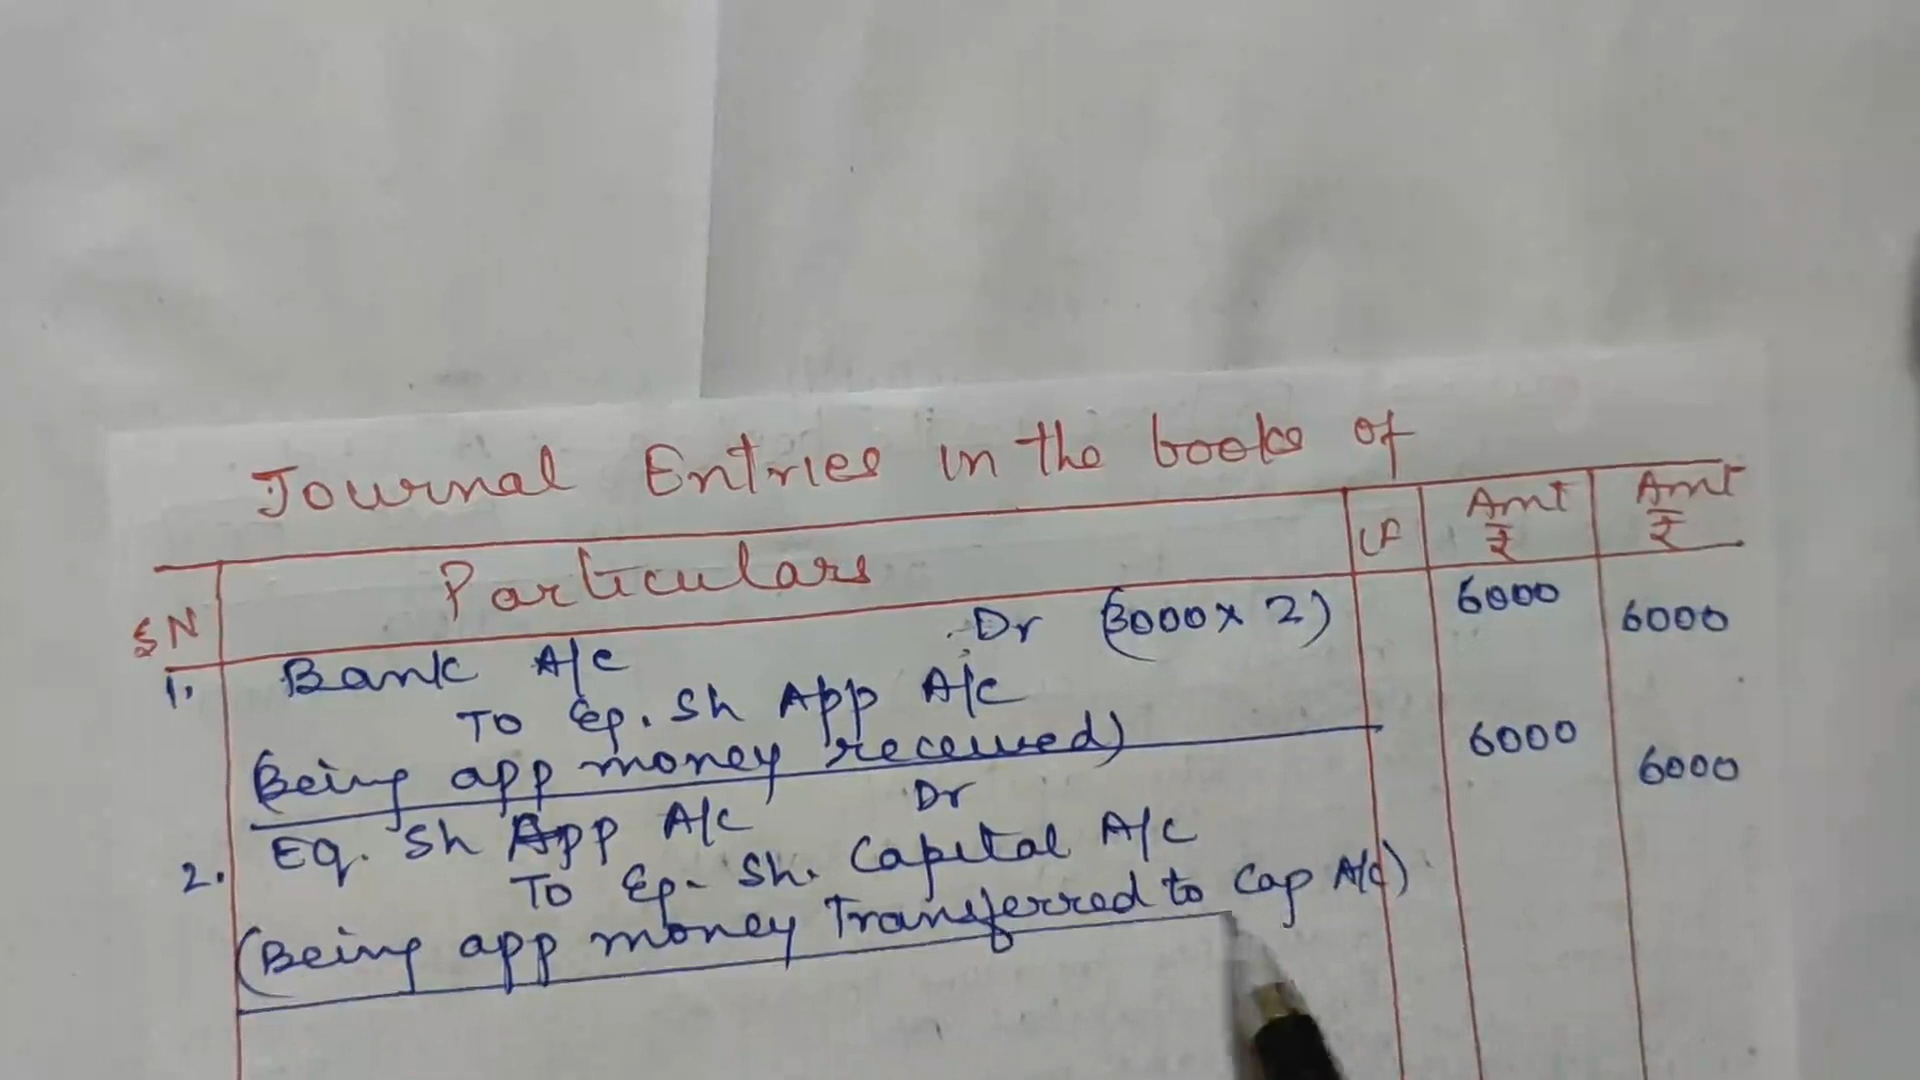 Journal Entries in the books of
SN Particulars LF Amt ₹ Amt ₹
1. Bank A/c Dr (3000 x 2) 6000
To Eq. Sh App A/c 6000
(Being app money received)
2. Eq. Sh App A/c Dr 6000
To Eq. Sh. Capital A/c 6000
(Being app money Transferred to Cap A/c)